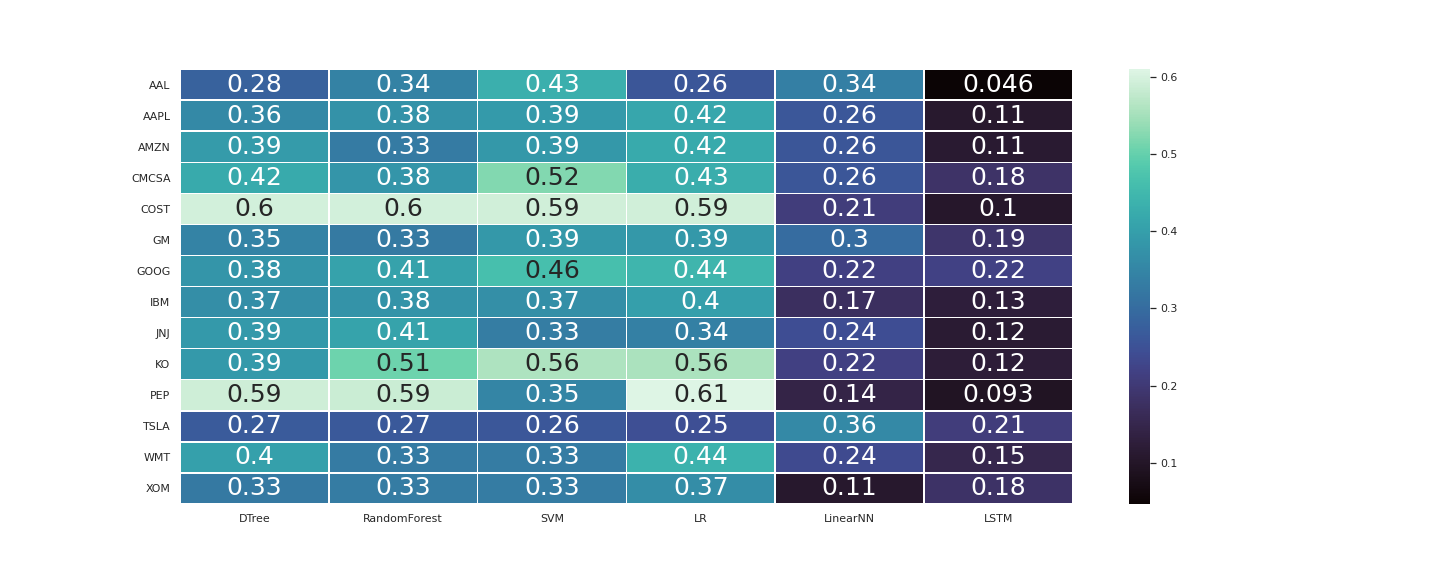 AAL 0.28 0.34 0.43 0.26 0.34 0.046
AAPL 0.36 0.38 0.39 0.42 0.26 0.11
AMZN 0.39 0.33 0.39 0.42 0.26 0.11
CMCSA 0.42 0.38 0.52 0.43 0.26 0.18
COST 0.6 0.6 0.59 0.59 0.21 0.1
GM 0.35 0.33 0.39 0.39 0.3 0.19
GOOG 0.38 0.41 0.46 0.44 0.22 0.22
IBM 0.37 0.38 0.37 0.4 0.17 0.13
JNJ 0.39 0.41 0.33 0.34 0.24 0.12
KO 0.39 0.51 0.56 0.56 0.22 0.12
PEP 0.59 0.59 0.35 0.61 0.14 0.093
TSLA 0.27 0.27 0.26 0.25 0.36 0.21
WMT 0.4 0.33 0.33 0.44 0.24 0.15
XOM 0.33 0.33 0.33 0.37 0.11 0.18
DTree RandomForest SVM LR LinearNN LSTM
0.6
0.5
0.4
0.3
0.2
0.1